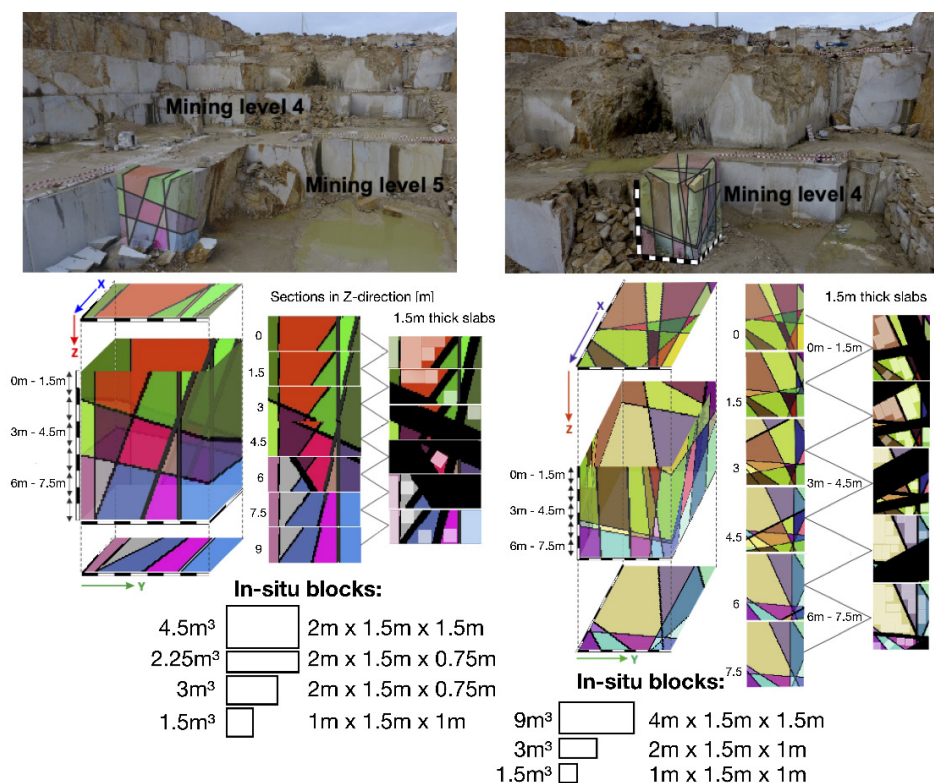 Mining level 4
Mining level 5
Mining level 4
X
Z
Sections in Z-direction [m]
1.5m thick slabs
0
1.5
3
4.5
6
7.5
9
0m - 1.5m
3m - 4.5m
6m - 7.5m
Y
In-situ blocks:
4.5m³ 2m x 1.5m x 1.5m
2.25m³ 2m x 1.5m x 0.75m
3m³ 2m x 1.5m x 0.75m
1.5m³ 1m x 1.5m x 1m
X
Z
1.5m thick slabs
0
1.5
3
4.5
6
7.5
0m - 1.5m
3m - 4.5m
6m - 7.5m
0m - 1.5m
3m - 4.5m
6m - 7.5m
Y
In-situ blocks:
9m³ 4m x 1.5m x 1.5m
3m³ 2m x 1.5m x 1m
1.5m³ 1m x 1.5m x 1m